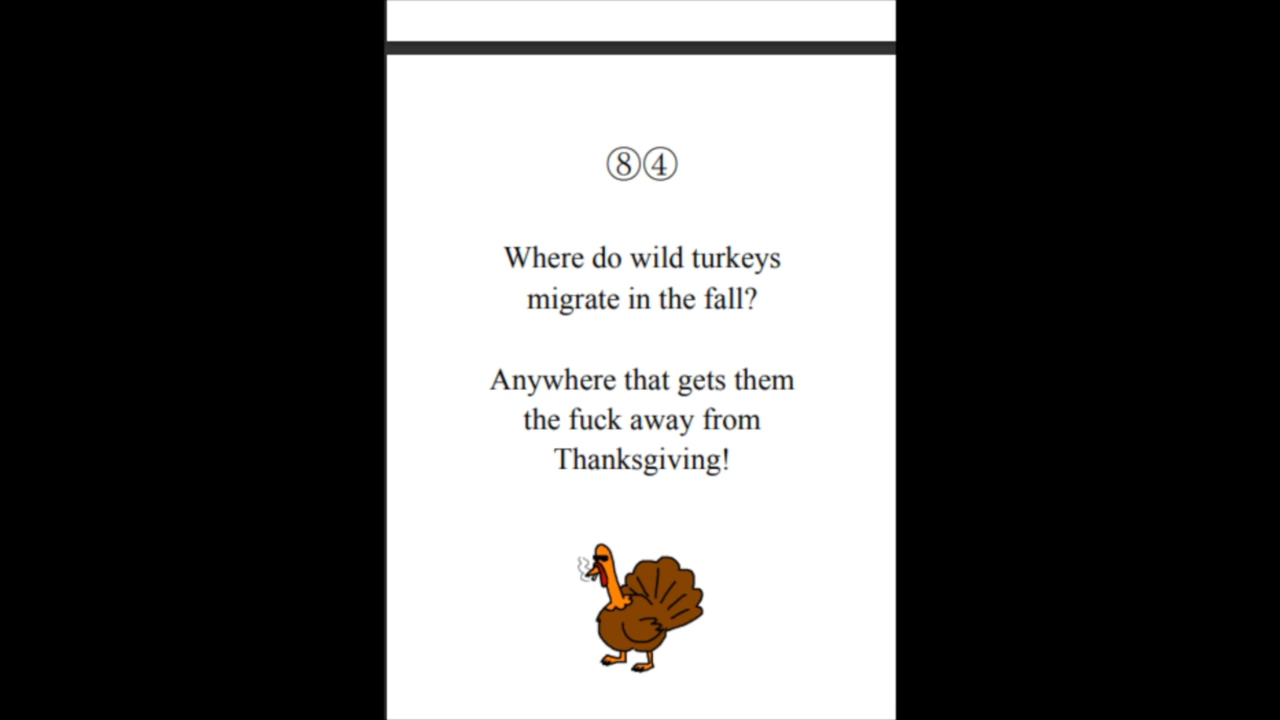 ⑧④
Where do wild turkeys
migrate in the fall?
Anywhere that gets them
the fuck away from
Thanksgiving!